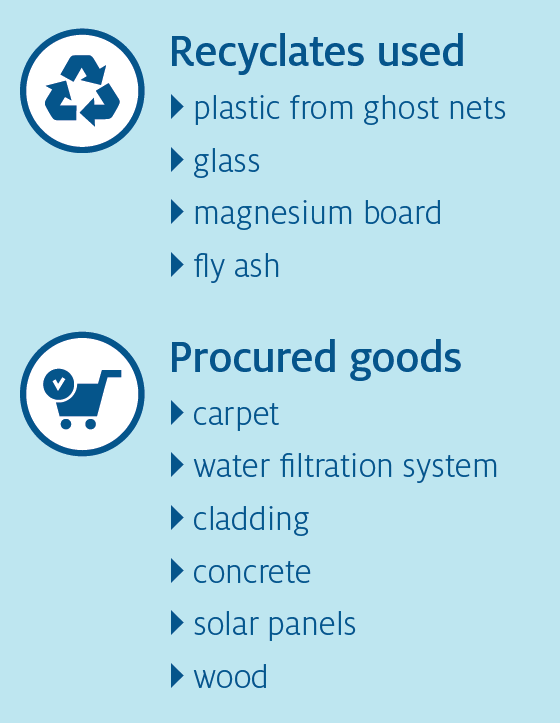 Recyclates used
plastic from ghost nets
glass
magnesium board
fly ash
Procured goods
carpet
water filtration system
cladding
concrete
solar panels
wood